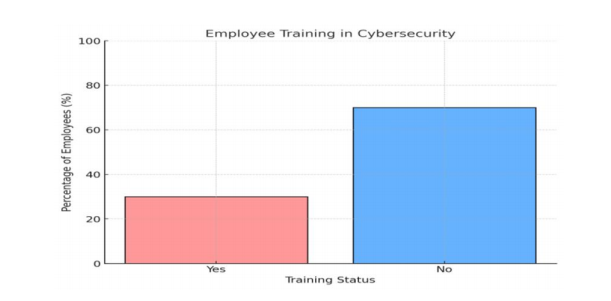 Employee Training in Cybersecurity
Percentage of Employees (%)
100
80
60
40
20
0
Yes No
Training Status